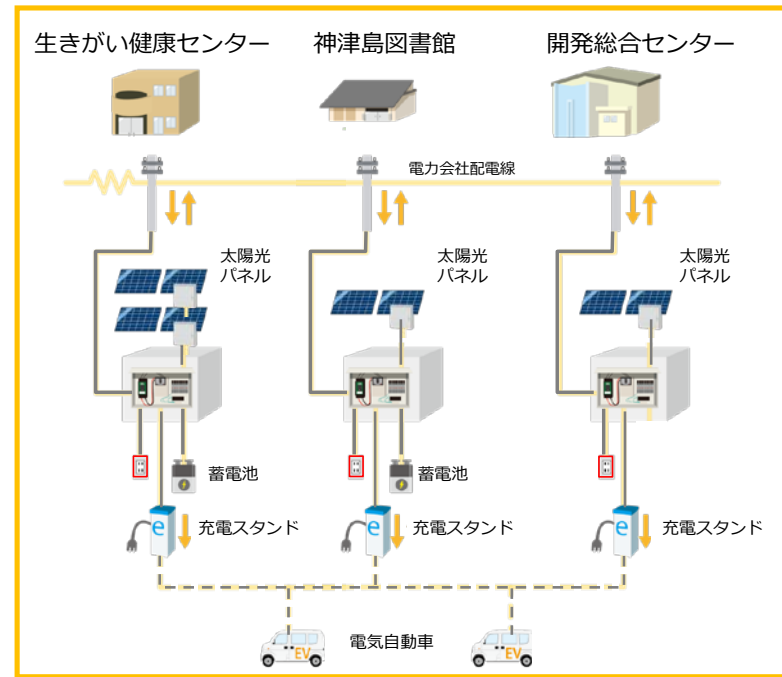 生きがい健康センター
神津島図書館
開発総合センター
電力会社配電線
太陽光
パネル
太陽光
パネル
太陽光
パネル
蓄電池
蓄電池
e
充電スタンド
e
充電スタンド
e
充電スタンド
電気自動車
EV
EV